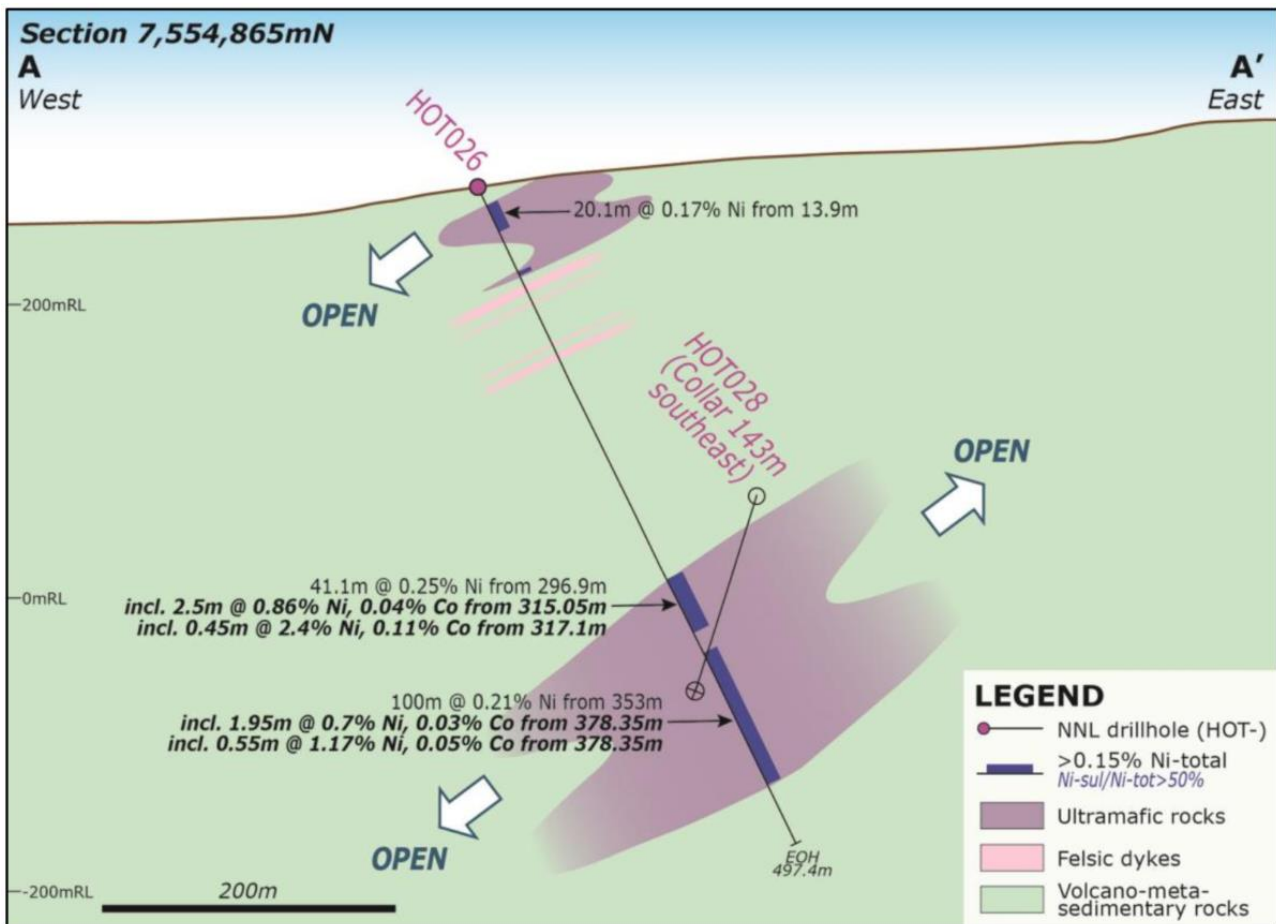 Section 7,554,865mN
A
West
A'
East
HOT026
20.1m @ 0.17% Ni from 13.9m
OPEN
200mRL
HOT028
(Collar 143m
southeast)
OPEN
41.1m @ 0.25% Ni from 296.9m
incl. 2.5m @ 0.86% Ni, 0.04% Co from 315.05m
incl. 0.45m @ 2.4% Ni, 0.11% Co from 317.1m
0mRL
100m @ 0.21% Ni from 353m
incl. 1.95m @ 0.7% Ni, 0.03% Co from 378.35m
incl. 0.55m @ 1.17% Ni, 0.05% Co from 378.35m
OPEN
EOH
497.4m
-200mRL
200m
LEGEND
NNL drillhole (HOT-)
>0.15% Ni-total
Ni-sul/Ni-tot>50%
Ultramafic rocks
Felsic dykes
Volcano-meta-
sedimentary rocks